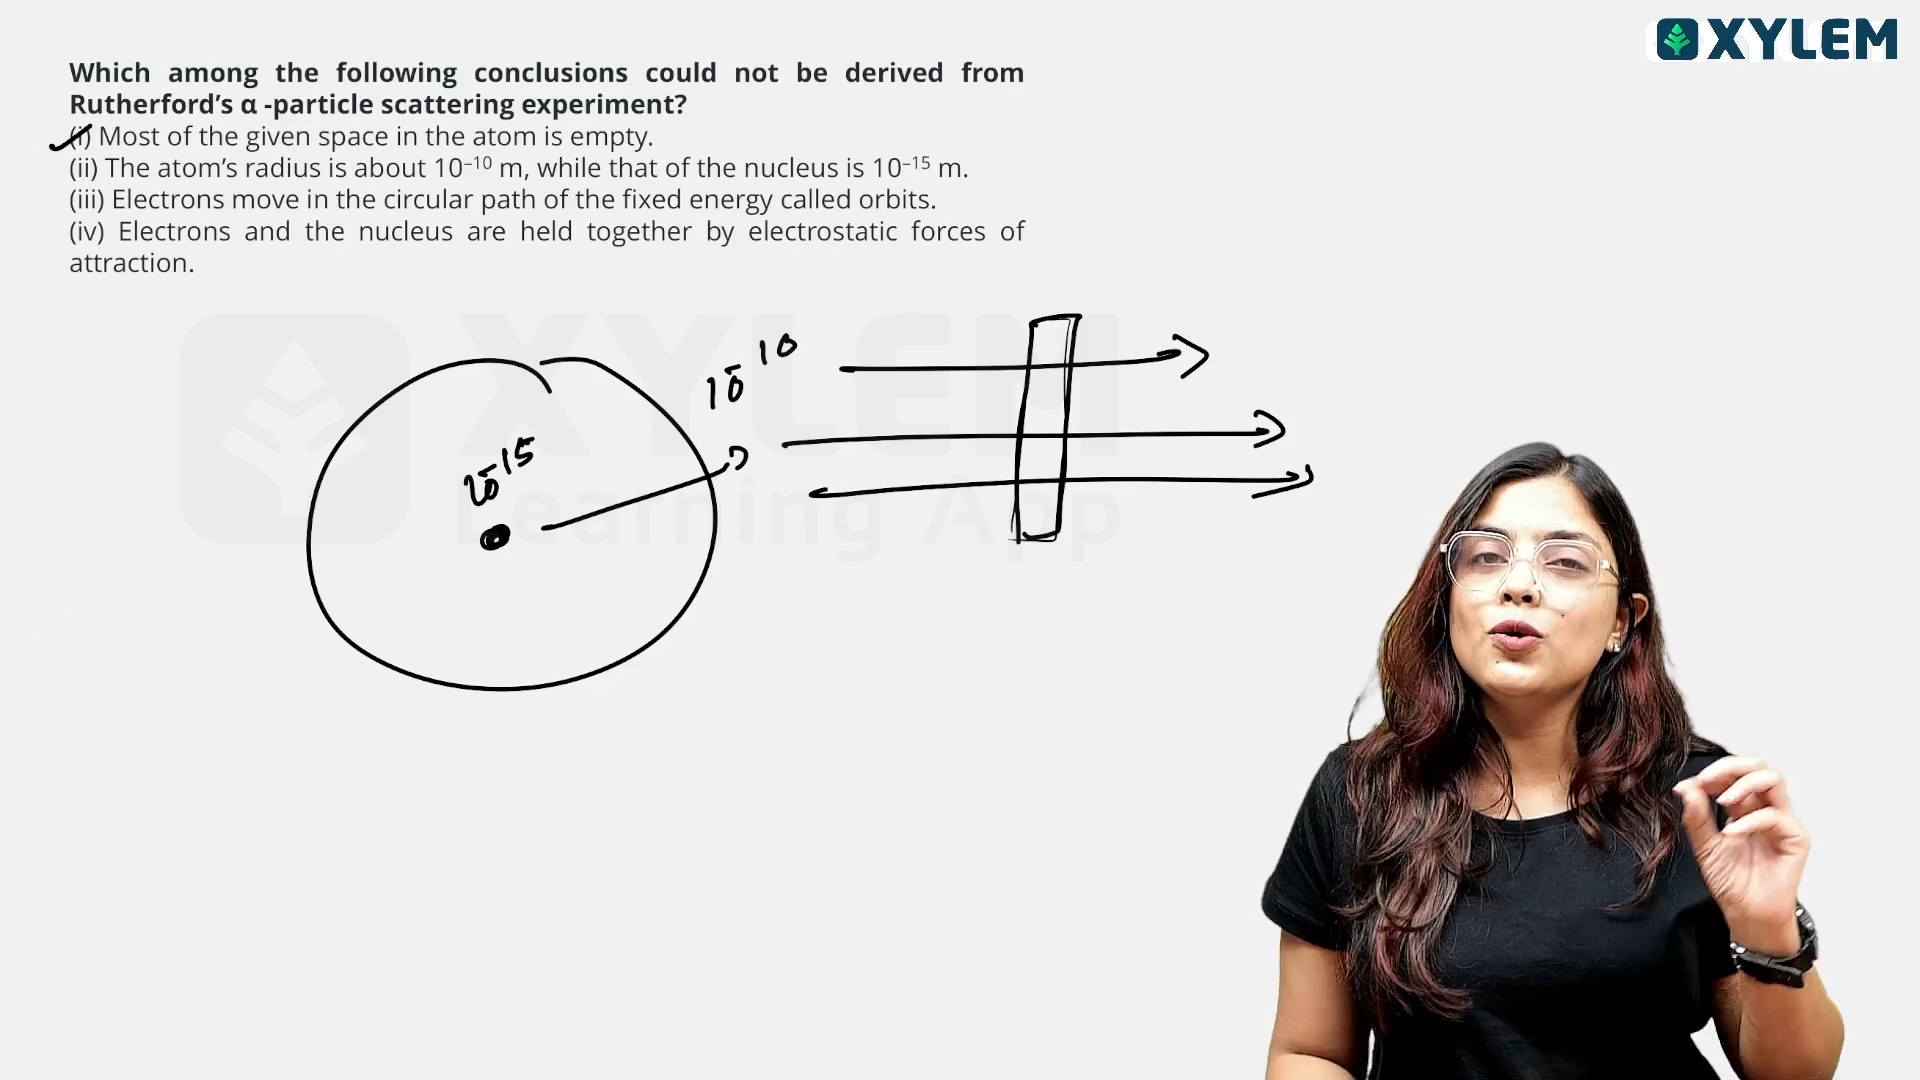 XYLEM
Which among the following conclusions could not be derived from
Rutherford’s α -particle scattering experiment?
(i) Most of the given space in the atom is empty.
(ii) The atom’s radius is about 10⁻¹⁰ m, while that of the nucleus is 10⁻¹⁵ m.
(iii) Electrons move in the circular path of the fixed energy called orbits.
(iv) Electrons and the nucleus are held together by electrostatic forces of
attraction.
XYLEM
Learning App
10⁻¹⁰
10⁻¹⁵